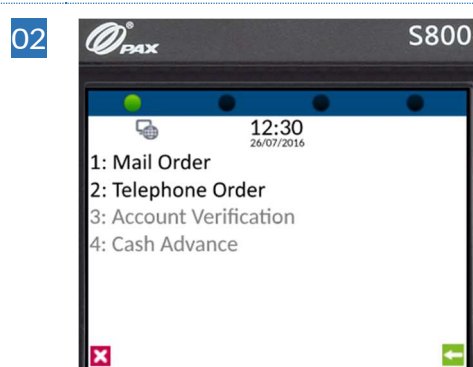 02
PAX®
S800
12:30
26/07/2016
1: Mail Order
2: Telephone Order
3: Account Verification
4: Cash Advance